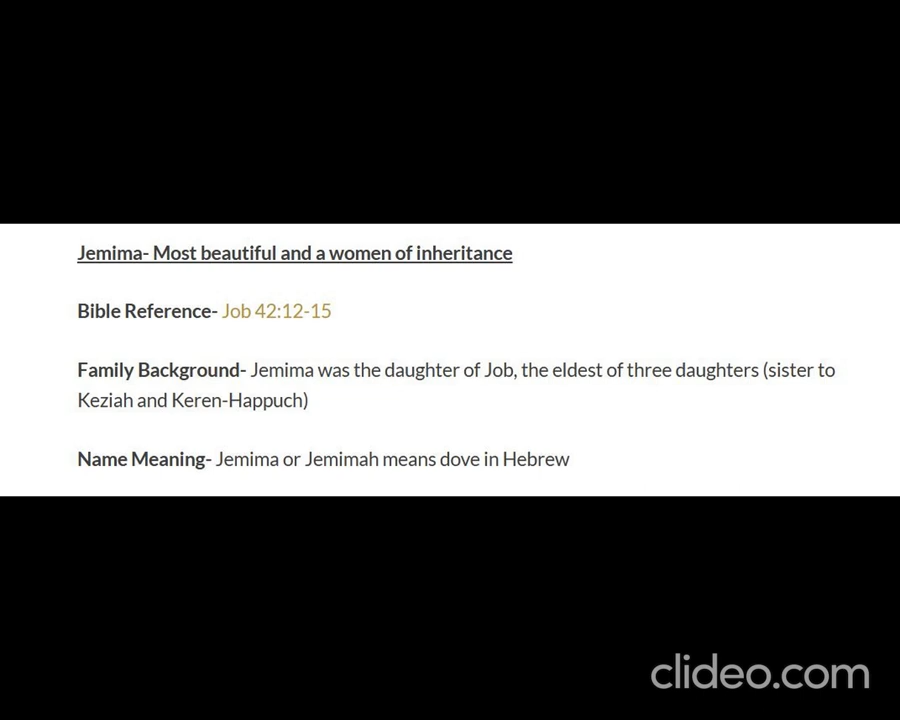 Jemima- Most beautiful and a women of inheritance
Bible Reference- Job 42:12-15
Family Background- Jemima was the daughter of Job, the eldest of three daughters (sister to
Keziah and Keren-Happuch)
Name Meaning- Jemima or Jemimah means dove in Hebrew
clideo.com